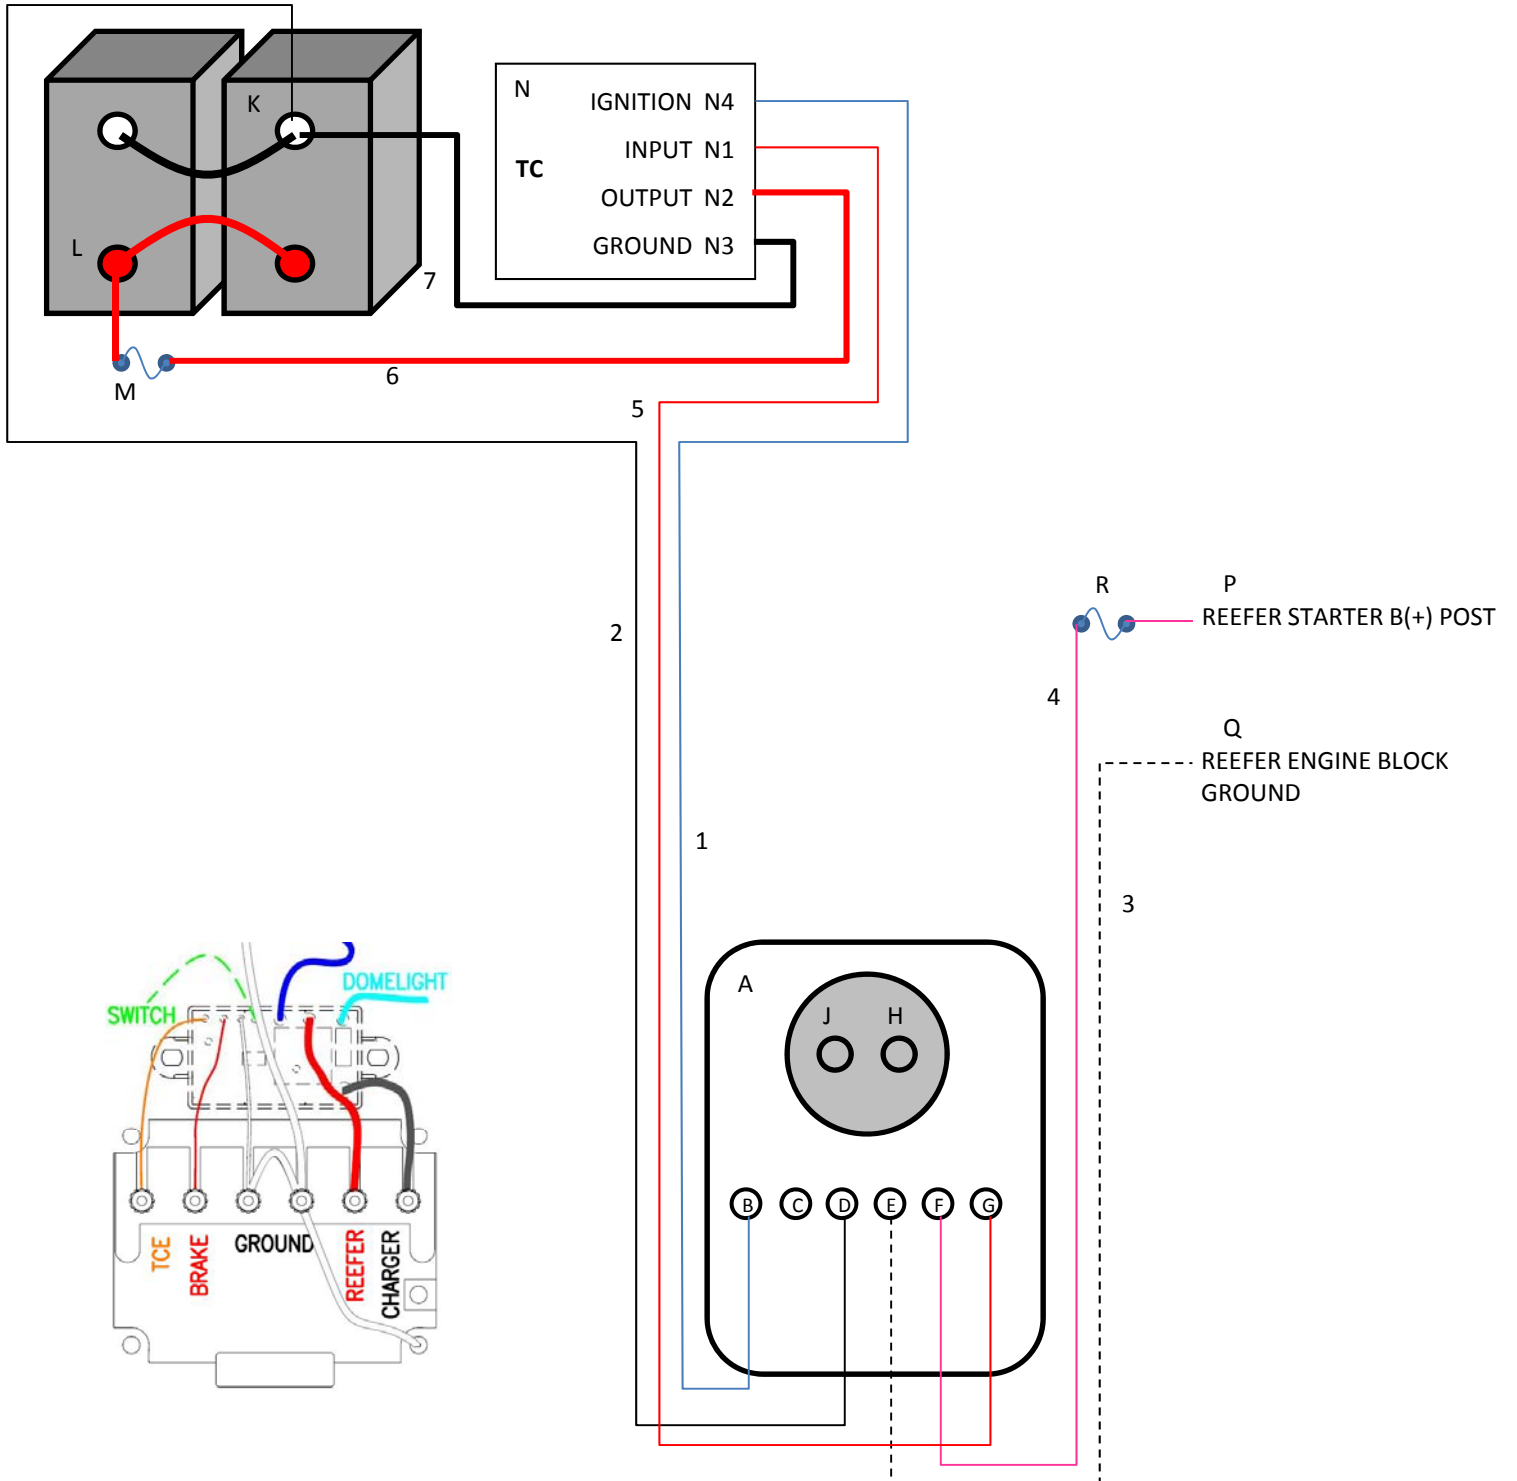 K
L
M
7
6
N
TC
IGNITION N4
INPUT N1
OUTPUT N2
GROUND N3
5
2
1
R
P
REEFER STARTER B(+) POST
4
Q
REEFER ENGINE BLOCK
GROUND
3
A
J H
B C D E F G
DOMELIGHT
SWITCH
TCE
BRAKE
GROUND
REEFER
CHARGER